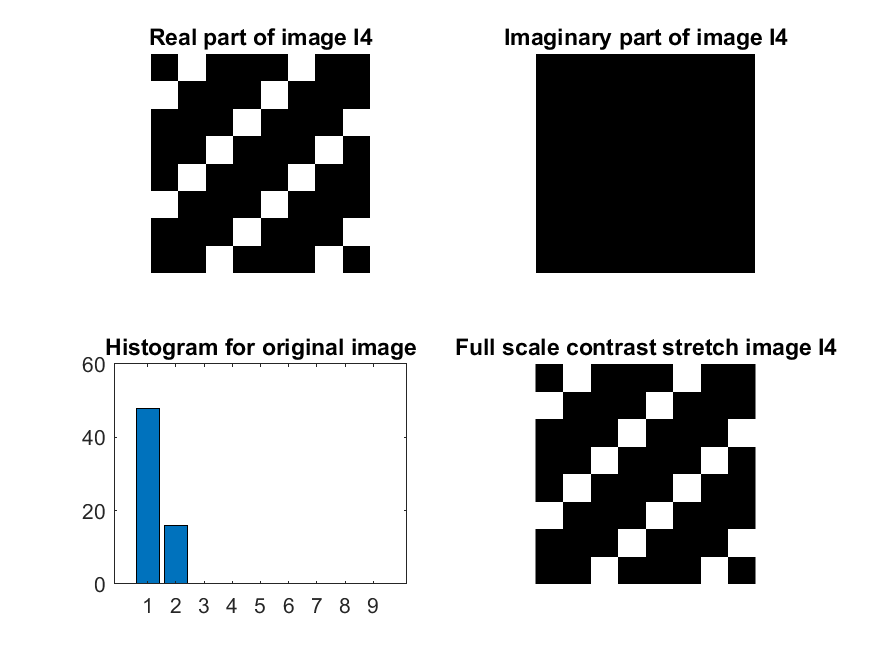 Real part of image I4
Imaginary part of image I4
Histogram for original image
60
40
20
0
1 2 3 4 5 6 7 8 9
Full scale contrast stretch image I4